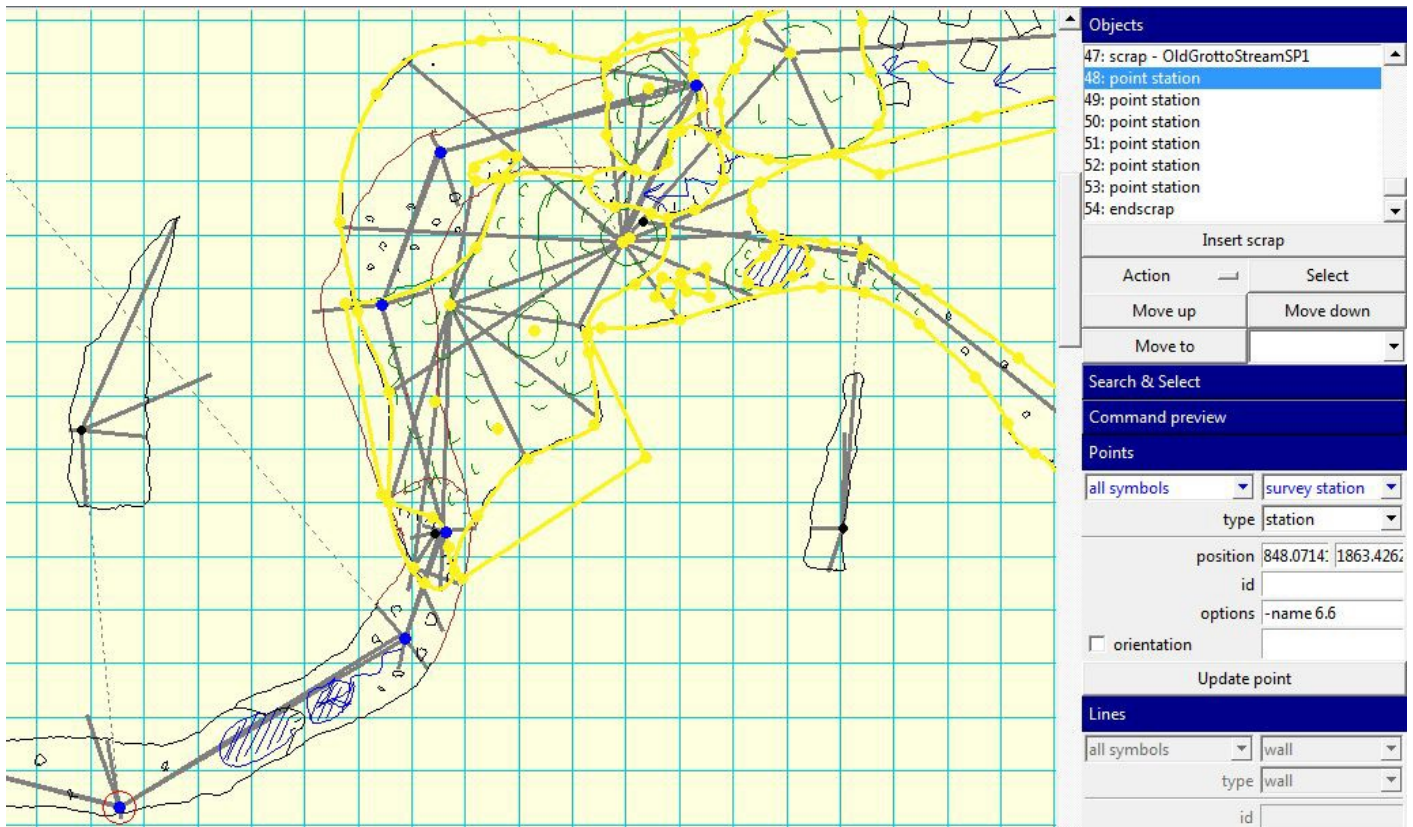 Objects
47: scrap - OldGrottoStreamSP1
48: point station
49: point station
50: point station
51: point station
52: point station
53: point station
54: endscrap
Insert scrap
Action Select
Move up Move down
Move to
Search & Select
Command preview
Points
all symbols survey station
type station
position 848.0714 1863.4262
id
options -name 6.6
orientation
Update point
Lines
all symbols wall
type wall
id